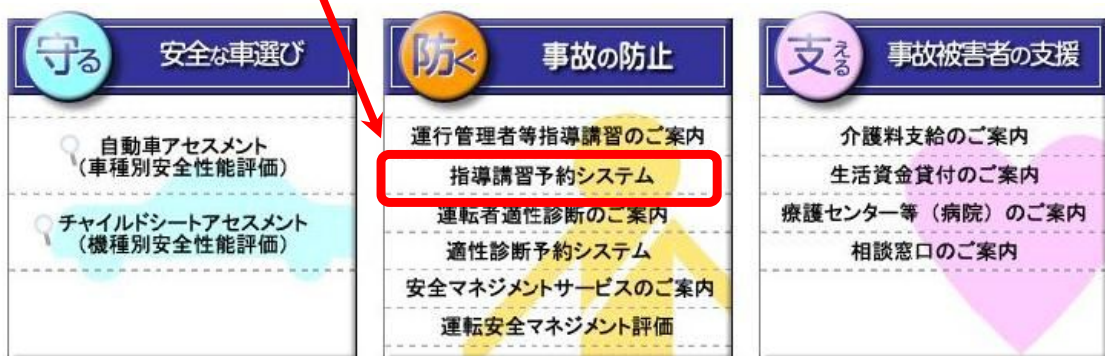 守る 安全な車選び
自動車アセスメント
(車種別安全性能評価)
チャイルドシートアセスメント
(機種別安全性能評価)
防ぐ 事故の防止
運行管理者等指導講習のご案内
指導講習予約システム
運転者適性診断のご案内
適性診断予約システム
安全マネジメントサービスのご案内
運転安全マネジメント評価
支える 事故被害者の支援
介護料支給のご案内
生活資金貸付のご案内
療護センター等(病院)のご案内
相談窓口のご案内